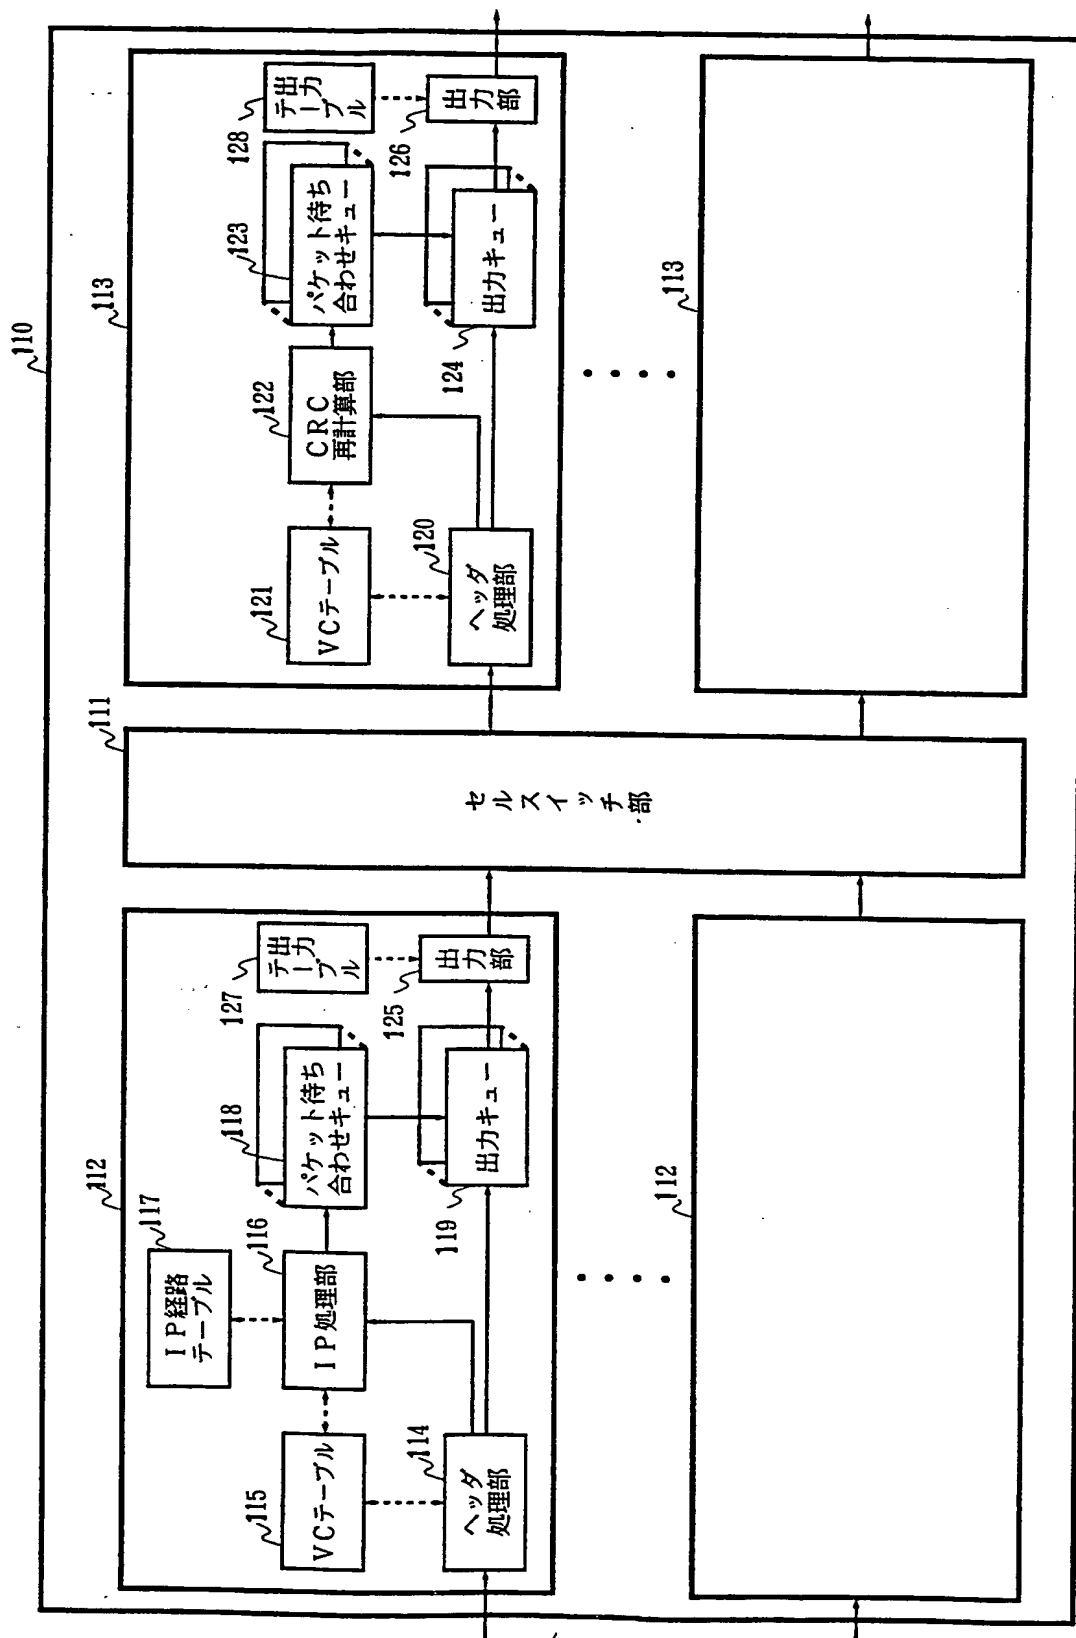 110
112
117
IP経路
テーブル
115
VCテーブル
116
IP処理部
118
パケット待ち
合わせキュー
127
出力
テーブル
114
ヘッダ
処理部
119
出力キュー
125
出力部
112
111
セルスイッチ部
113
121
VCテーブル
122
CRC
再計算部
123
パケット待ち
合わせキュー
128
出力
テーブル
120
ヘッダ
処理部
124
出力キュー
126
出力部
113